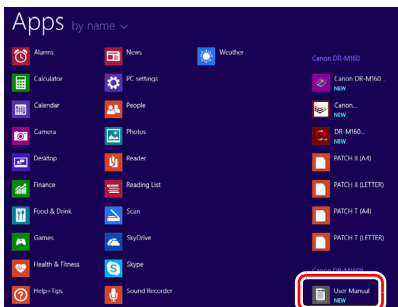 Apps by name
Alarms
Calculator
Calendar
Camera
Desktop
Finance
Food & Drink
Games
Health & Fitness
Help+Tips
News
PC settings
People
Photos
Reader
Reading List
Scan
SkyDrive
Skype
Sound Recorder
Weather
Canon DR-M160
Canon DR-M160...
NEW
Canon...
NEW
DR-M160...
NEW
PATCH II (A4)
PATCH II (LETTER)
PATCH T (A4)
PATCH T (LETTER)
User Manual
NEW